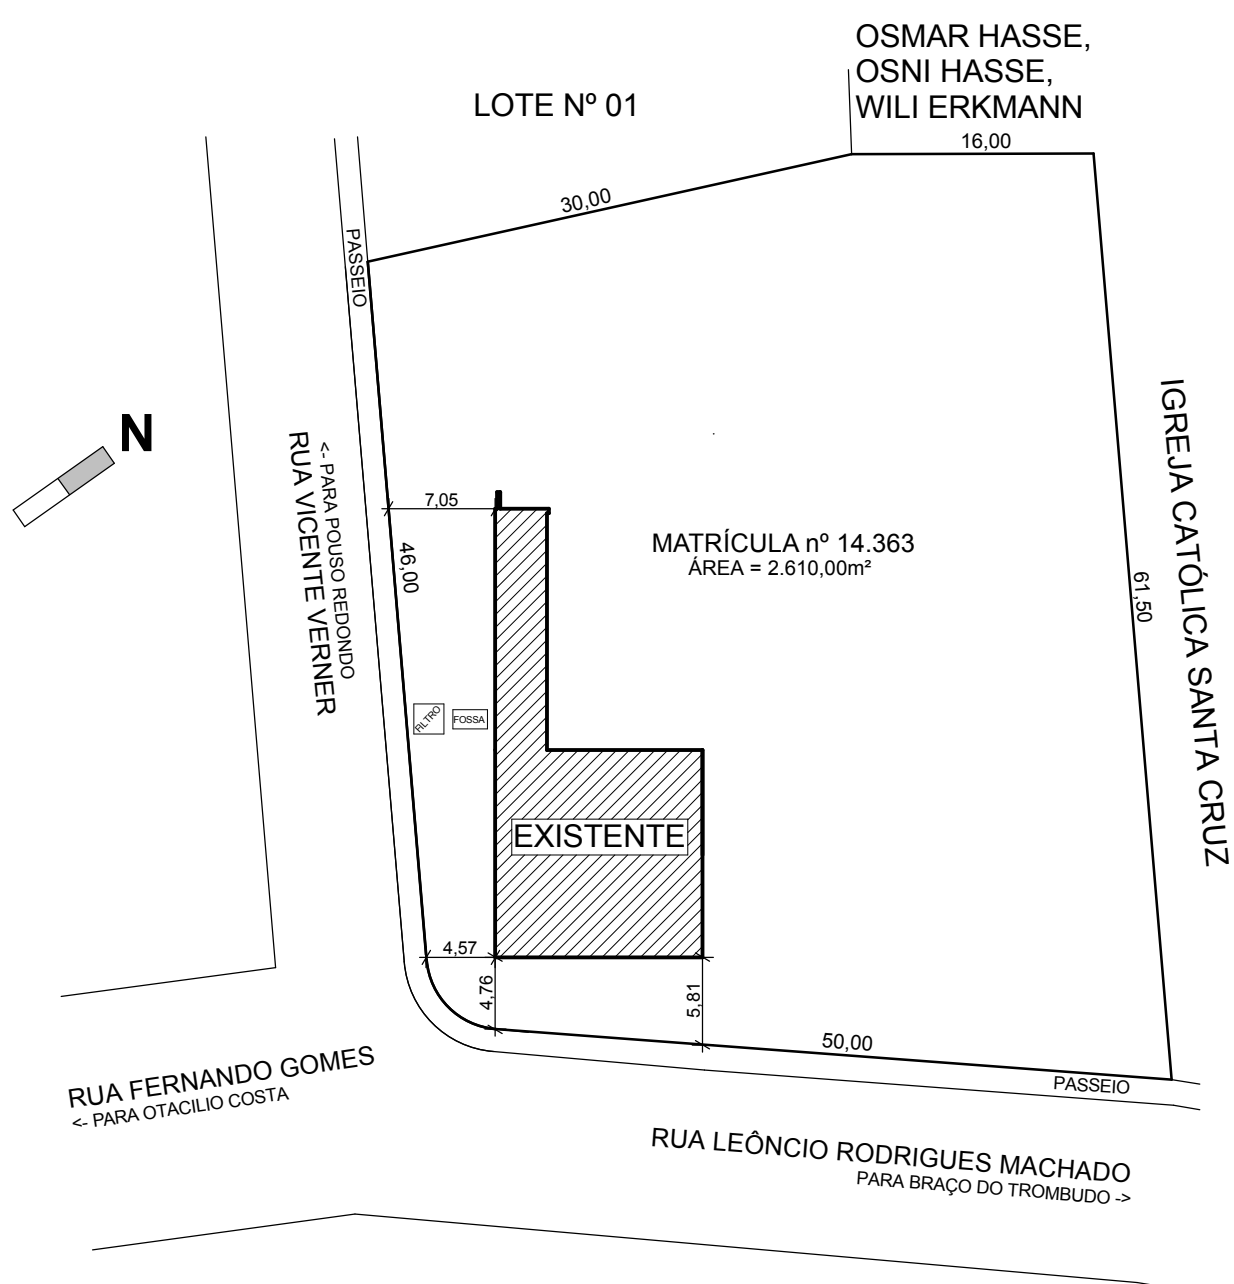 OSMAR HASSE,
OSNI HASSE,
WILI ERKMANN
LOTE Nº 01
16,00
30,00
PASSEIO
N
<- PARA POUSO REDONDO
RUA VICENTE VERNER
7,05
46,00
MATRÍCULA nº 14.363
ÁREA = 2.610,00m²
IGREJA CATÓLICA SANTA CRUZ
61,50
FILTRO
FOSSA
EXISTENTE
4,57
4,76
5,81
50,00
PASSEIO
RUA FERNANDO GOMES
<- PARA OTACILIO COSTA
RUA LEÔNCIO RODRIGUES MACHADO
PARA BRAÇO DO TROMBUDO ->